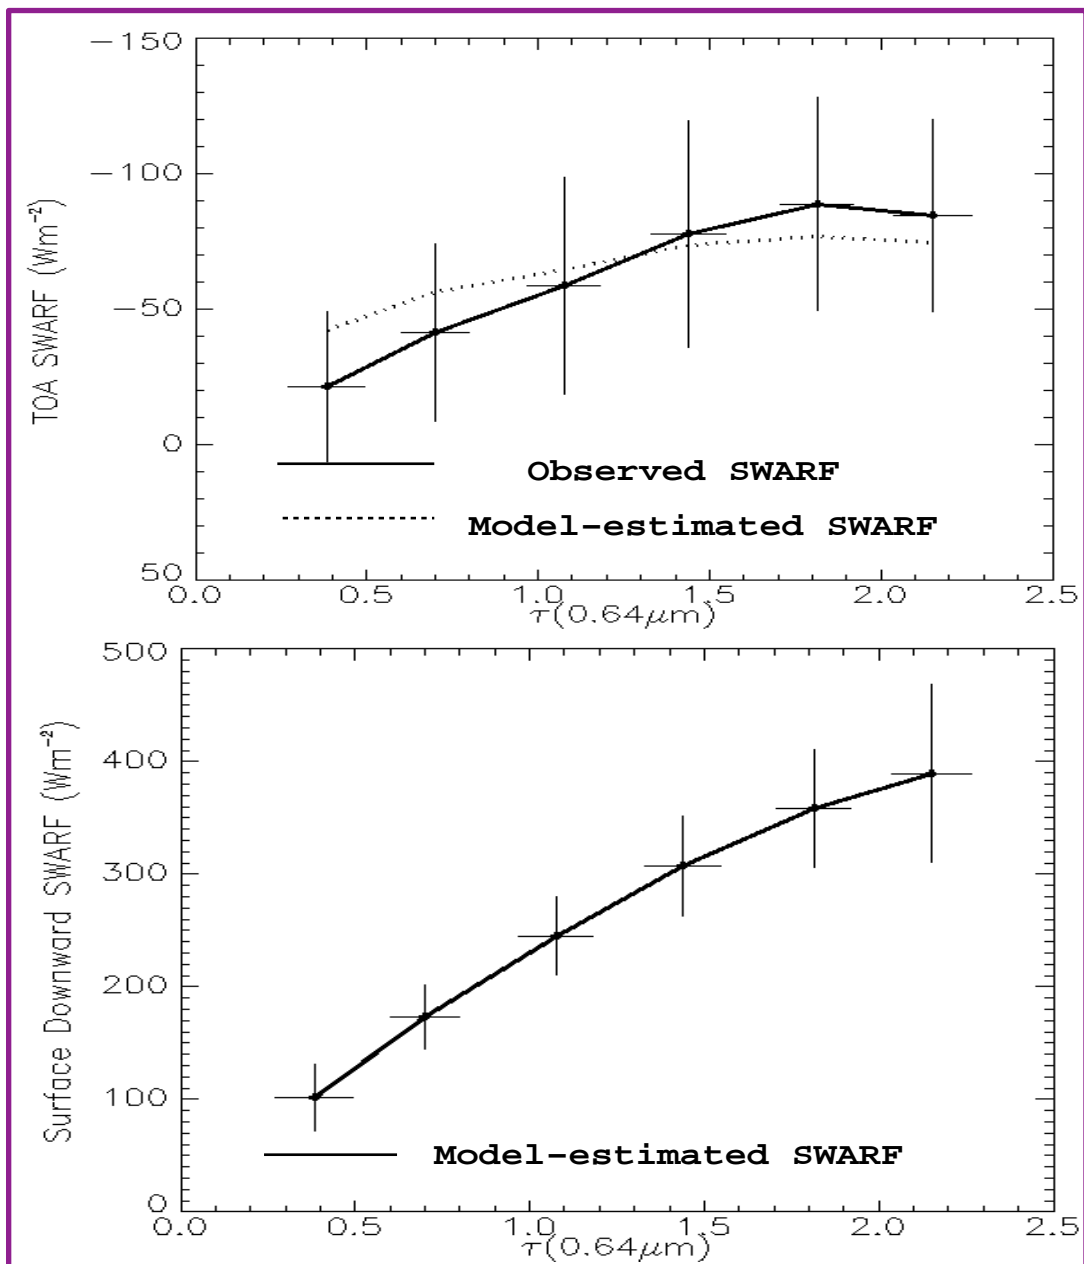 TOA SWARF (Wm⁻²)
−150
−100
−50
0
50
Observed SWARF
Model-estimated SWARF
0.0 0.5 1.0 1.5 2.0 2.5
τ(0.64μm)
Surface Downward SWARF (Wm⁻²)
500
400
300
200
100
0
Model-estimated SWARF
0.0 0.5 1.0 1.5 2.0 2.5
τ(0.64μm)